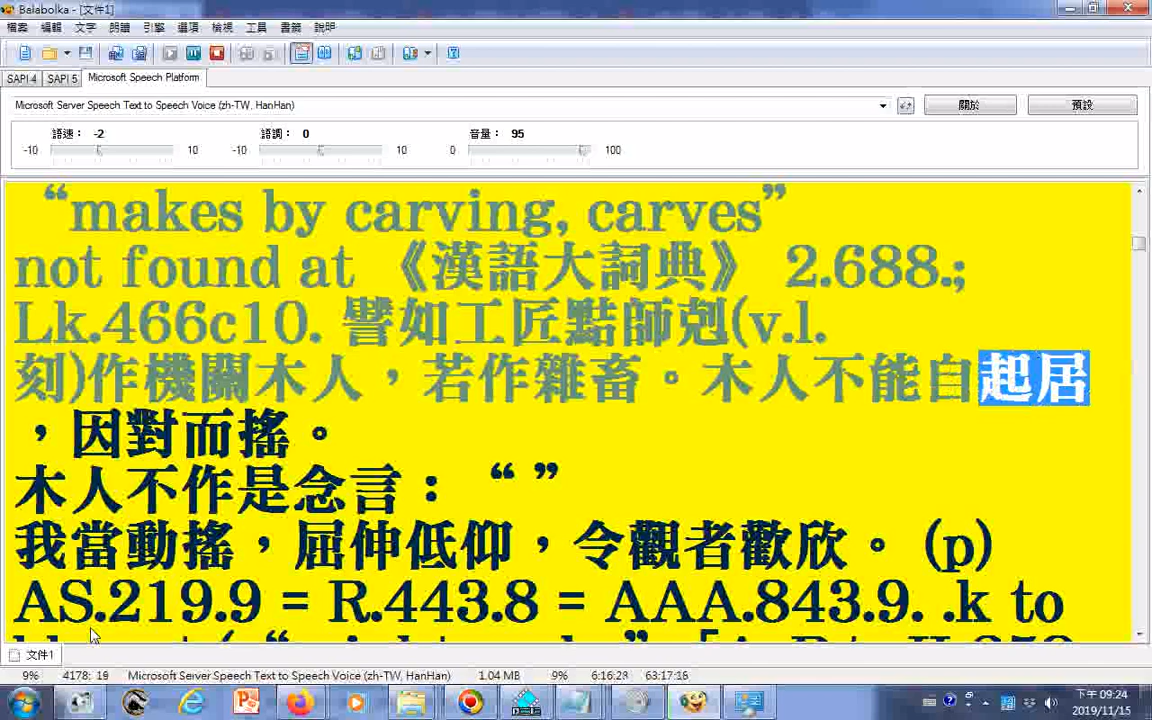 Balabolka - [文件1]
檔案 編輯 文字 朗讀 引擎 選項 檢視 工具 書籤 說明
SAPI 4 SAPI 5 Microsoft Speech Platform
Microsoft Server Speech Text to Speech Voice (zh-TW, HanHan) 關於 預設
語速： -2 語調： 0 音量： 95
-10 10 -10 10 0 100
“makes by carving, carves”
not found at 《漢語大詞典》 2.688.;
Lk.466c10. 譬如工匠點師剋(v.l.
刻)作機關木人，若作雜畜。木人不能自起居
，因對而搖。
木人不作是念言：“ ”
我當動搖，屈伸低仰，令觀者歡欣。(p)
AS.219.9 = R.443.8 = AAA.843.9. .k to
文件1
9% 4178: 19 Microsoft Server Speech Text to Speech Voice (zh-TW, HanHan) 1.04 MB 9% 6:16:23 63:17:16
下午 09:24
2019/11/15